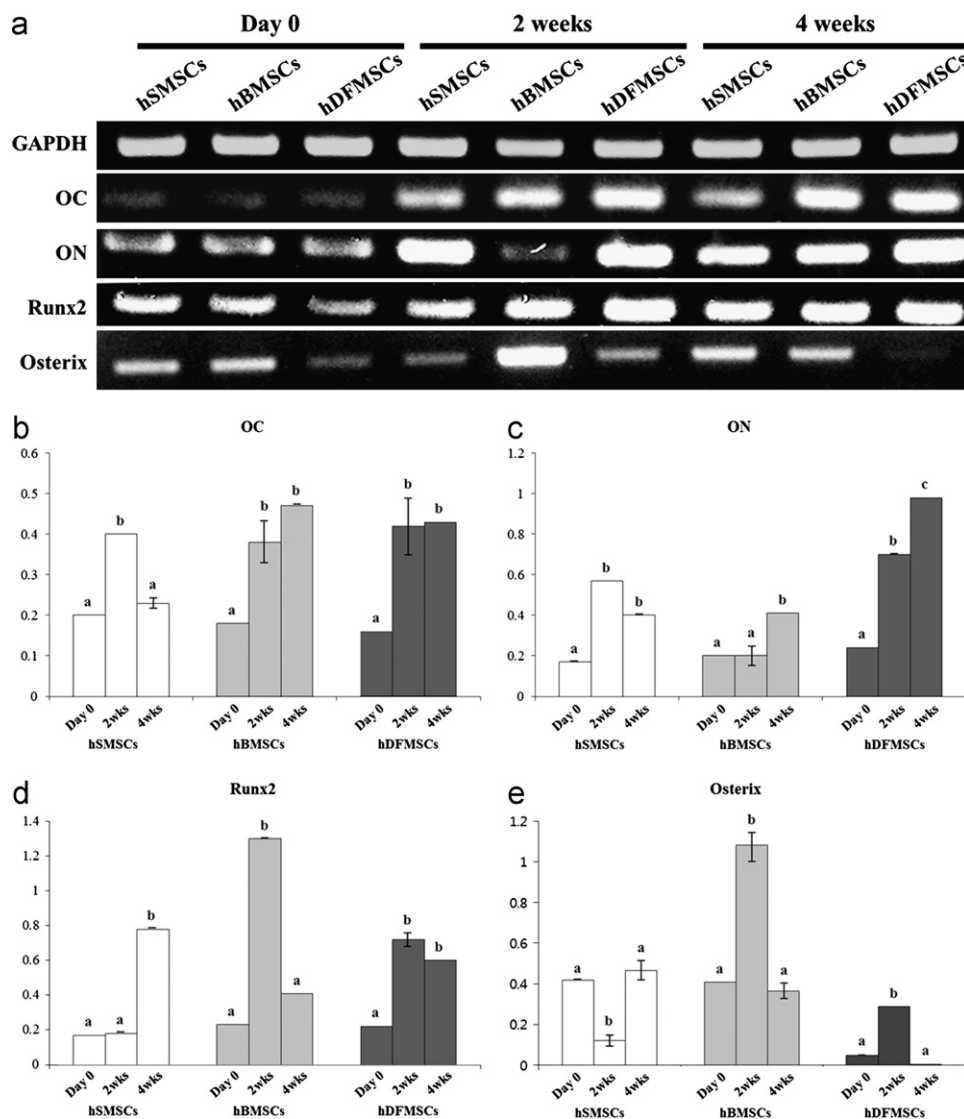 a
Day 0 2 weeks 4 weeks
hSMSCs hBMSCs hDFMSCs hSMSCs hBMSCs hDFMSCs hSMSCs hBMSCs hDFMSCs
GAPDH
OC
ON
Runx2
Osterix
b
OC
0.6
0.5
0.4
0.3
0.2
0.1
0
a b a a b b a b b
Day 0 2wks 4wks Day 0 2wks 4wks Day 0 2wks 4wks
hSMSCs hBMSCs hDFMSCs
c
ON
1.2
1
0.8
0.6
0.4
0.2
0
a b b a a b a b c
Day 0 2wks 4wks Day 0 2wks 4wks Day 0 2wks 4wks
hSMSCs hBMSCs hDFMSCs
d
Runx2
1.4
1.2
1
0.8
0.6
0.4
0.2
0
a a b a b a a b b
Day 0 2wks 4wks Day 0 2wks 4wks Day 0 2wks 4wks
hSMSCs hBMSCs hDFMSCs
e
Osterix
1.2
1
0.8
0.6
0.4
0.2
0
a b a a b a a b a
Day 0 2wks 4wks Day 0 2wks 4wks Day 0 2wks 4wks
hSMSCs hBMSCs hDFMSCs